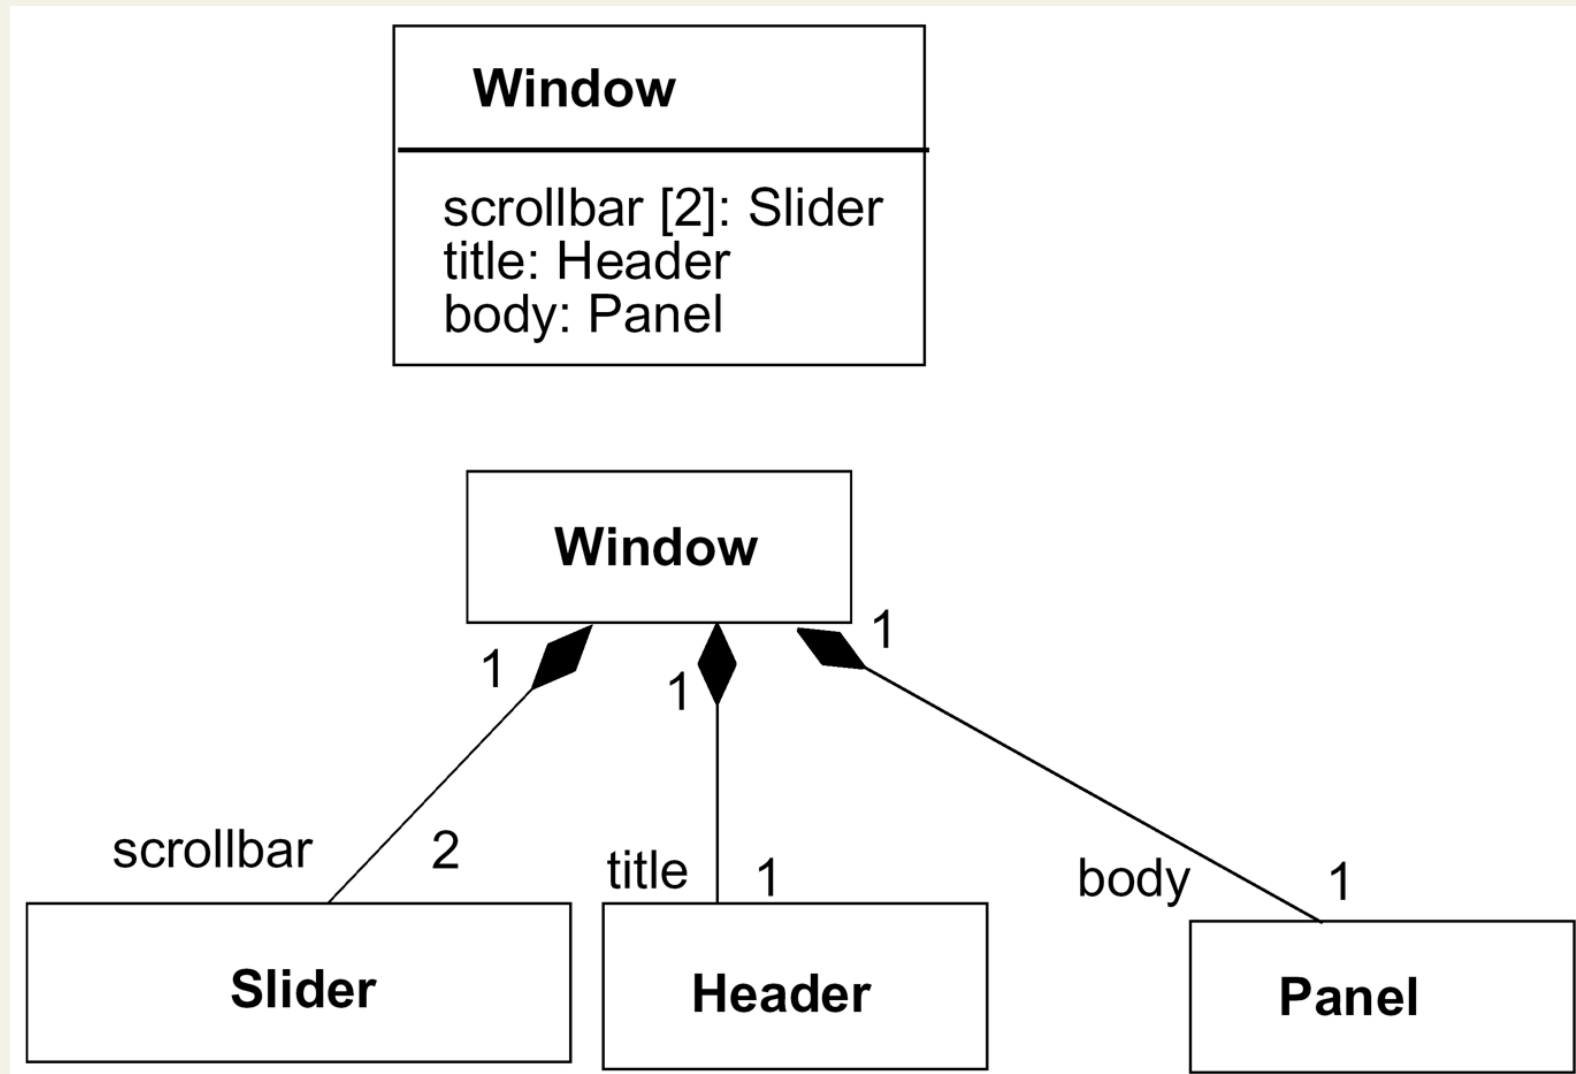 Window
scrollbar [2]: Slider
title: Header
body: Panel
Window
1
1
1
scrollbar
2
title
1
body
1
Slider
Header
Panel